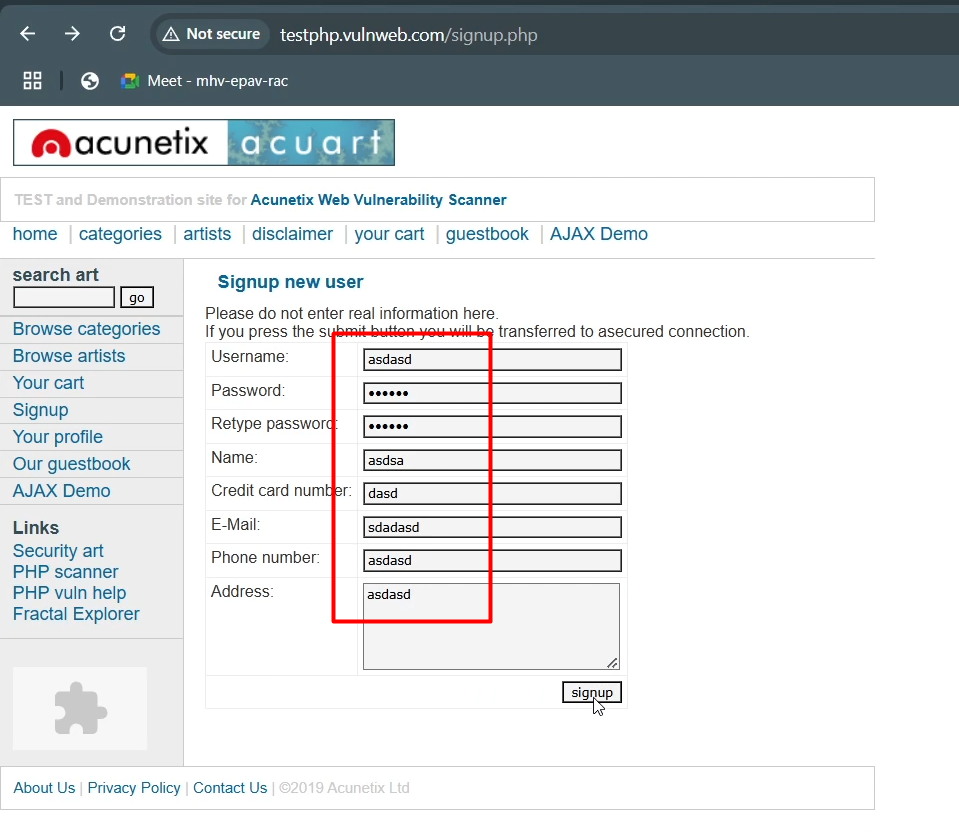 Not secure testphp.vulnweb.com/signup.php
Meet - mhv-epav-rac
acunetix acuart
TEST and Demonstration site for Acunetix Web Vulnerability Scanner
home | categories | artists | disclaimer | your cart | guestbook | AJAX Demo
search art
go
Browse categories
Browse artists
Your cart
Signup
Your profile
Our guestbook
AJAX Demo
Links
Security art
PHP scanner
PHP vuln help
Fractal Explorer
Signup new user
Please do not enter real information here.
If you press the submit button you will be transferred to asecured connection.
Username: asdasd
Password: ••••••
Retype password: ••••••
Name: asdsa
Credit card number: dasd
E-Mail: sdadasd
Phone number: asdasd
Address: asdasd
signup
About Us | Privacy Policy | Contact Us | ©2019 Acunetix Ltd